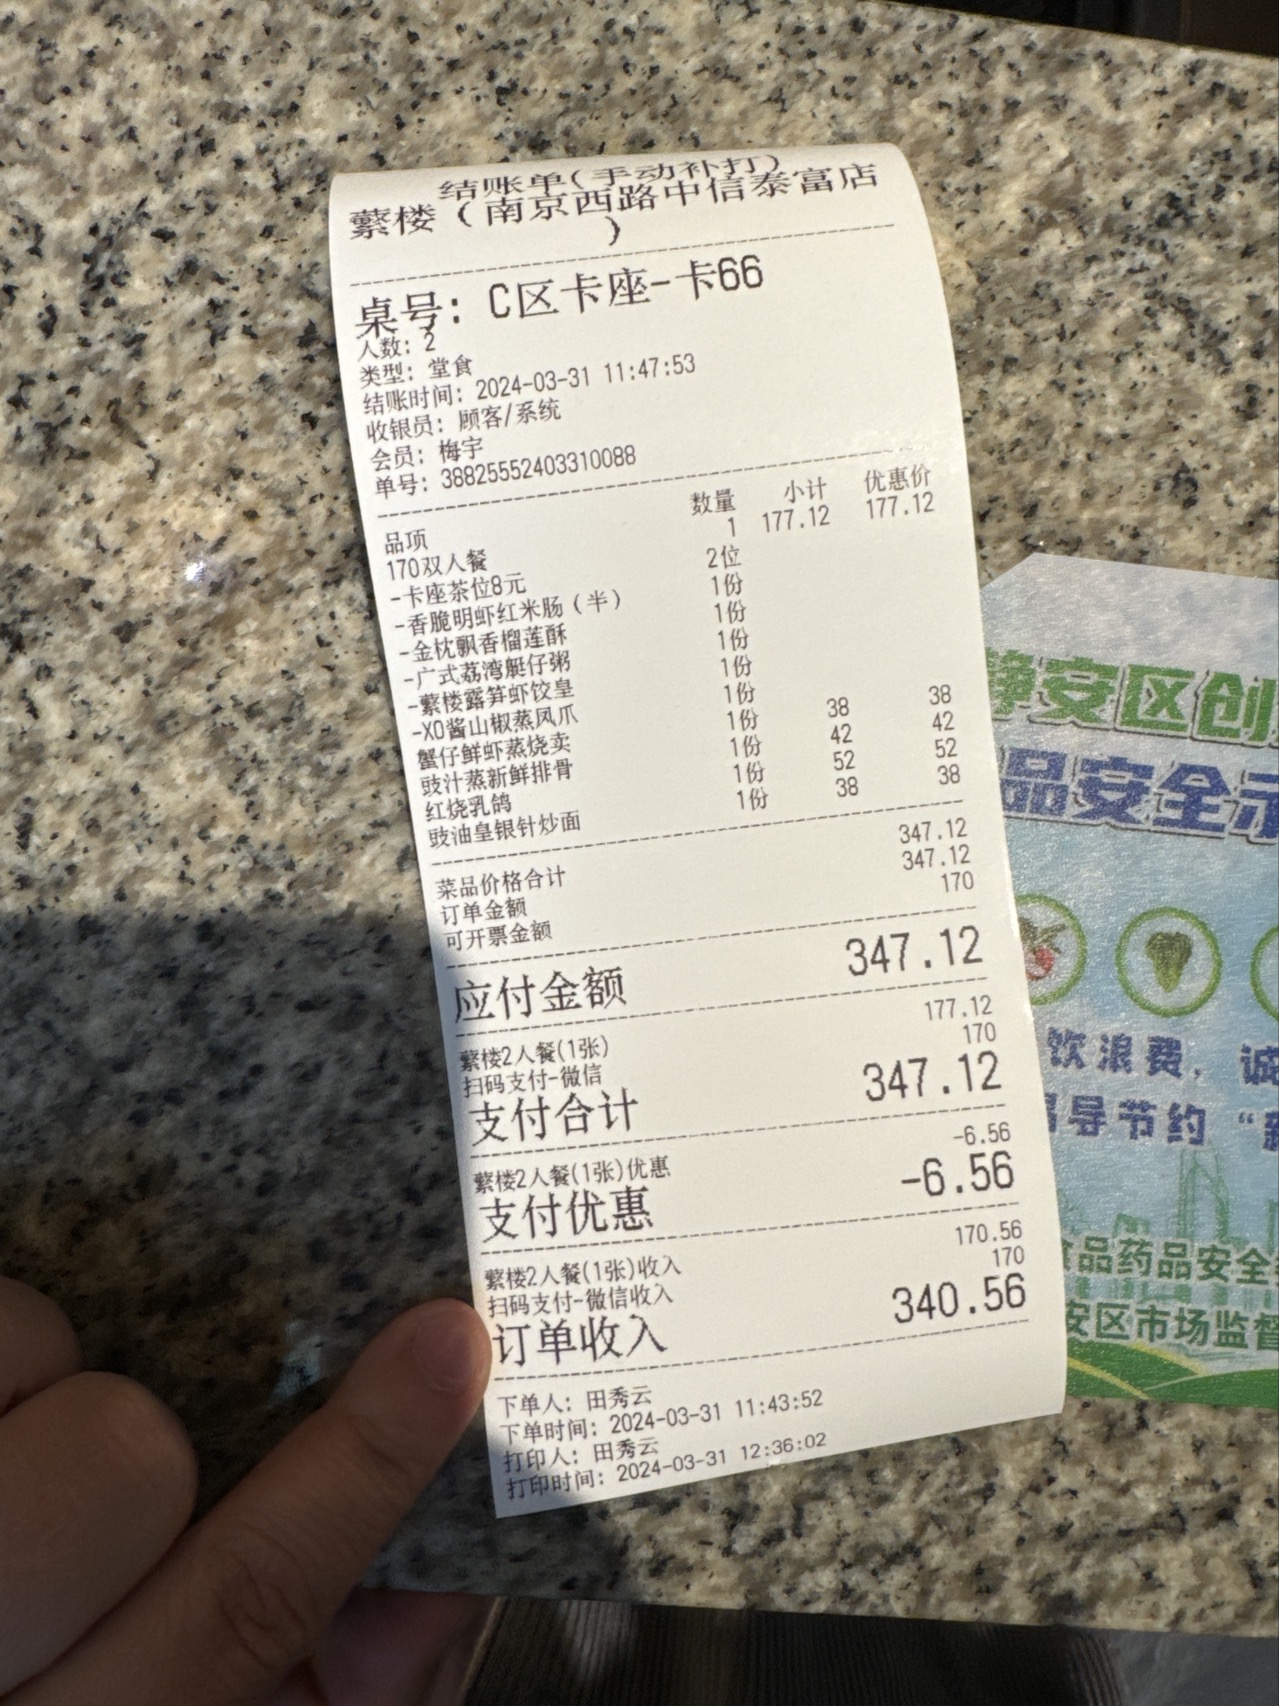 结账单(手动补打)
蘩楼（南京西路中信泰富店
）
桌号: C区卡座-卡66
人数: 2
类型: 堂食
结账时间: 2024-03-31 11:47:53
收银员: 顾客/系统
会员: 梅宇
单号: 38825552403310088
品项 数量 小计 优惠价
170双人餐 1 177.12 177.12
-卡座茶位8元 2位
-香脆明虾红米肠（半） 1份
-金枕飘香榴莲酥 1份
-广式荔湾艇仔粥 1份
-蘩楼露笋虾饺皇 1份
-XO酱山椒蒸凤爪 1份
蟹仔鲜虾蒸烧卖 1份 38 38
豉汁蒸新鲜排骨 1份 42 42
红烧乳鸽 1份 52 52
豉油皇银针炒面 1份 38 38
菜品价格合计 347.12
订单金额 347.12
可开票金额 170
应付金额 347.12
蘩楼2人餐(1张) 177.12
扫码支付-微信 170
支付合计 347.12
蘩楼2人餐(1张)优惠 -6.56
支付优惠 -6.56
蘩楼2人餐(1张)收入 170.56
扫码支付-微信收入 170
订单收入 340.56
下单人: 田秀云
下单时间: 2024-03-31 11:43:52
打印人: 田秀云
打印时间: 2024-03-31 12:36:02
静安区创
品安全示
饮浪费，诚
导节约“
食品药品安全
安区市场监督